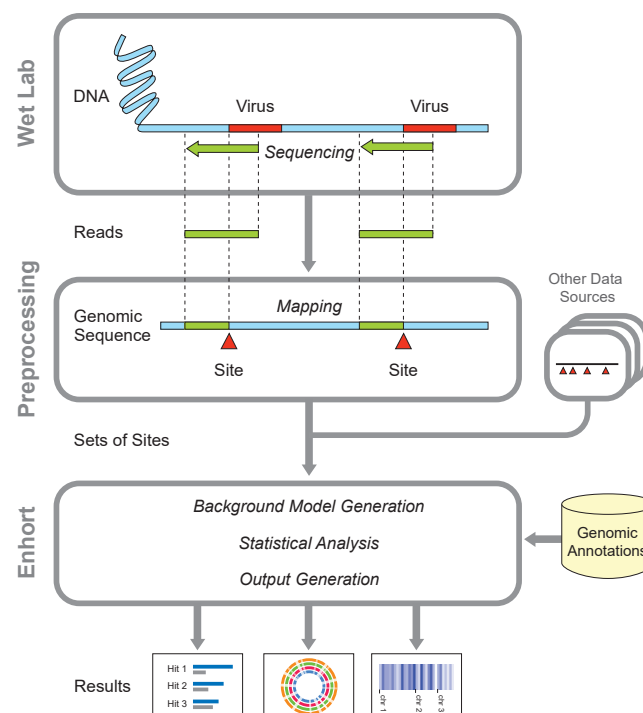 Wet Lab
DNA
Virus
Virus
Sequencing
Reads
Preprocessing
Mapping
Genomic
Sequence
Site
Site
Other Data
Sources
Sets of Sites
Enhort
Background Model Generation
Statistical Analysis
Output Generation
Genomic
Annotations
Results
Hit 1
Hit 2
Hit 3
chr 1
chr 2
chr 3